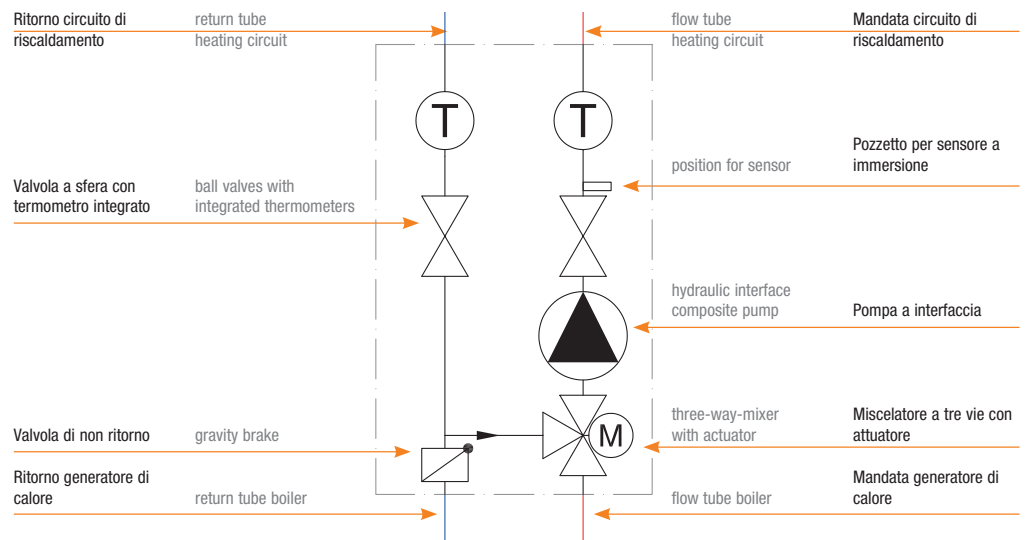 Ritorno circuito di
riscaldamento
return tube
heating circuit
flow tube
heating circuit
Mandata circuito di
riscaldamento
T
T
position for sensor
Pozzetto per sensore a
immersione
Valvola a sfera con
termometro integrato
ball valves with
integrated thermometers
hydraulic interface
composite pump
Pompa a interfaccia
Valvola di non ritorno
gravity brake
three-way-mixer
with actuator
Miscelatore a tre vie con
attuatore
M
Ritorno generatore di
calore
return tube boiler
flow tube boiler
Mandata generatore di
calore